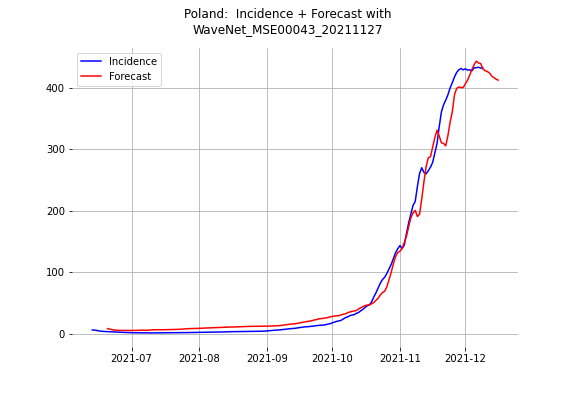 Poland:  Incidence + Forecast with
WaveNet_MSE00043_20211127
Incidence
Forecast
400
300
200
100
0
2021-07
2021-08
2021-09
2021-10
2021-11
2021-12